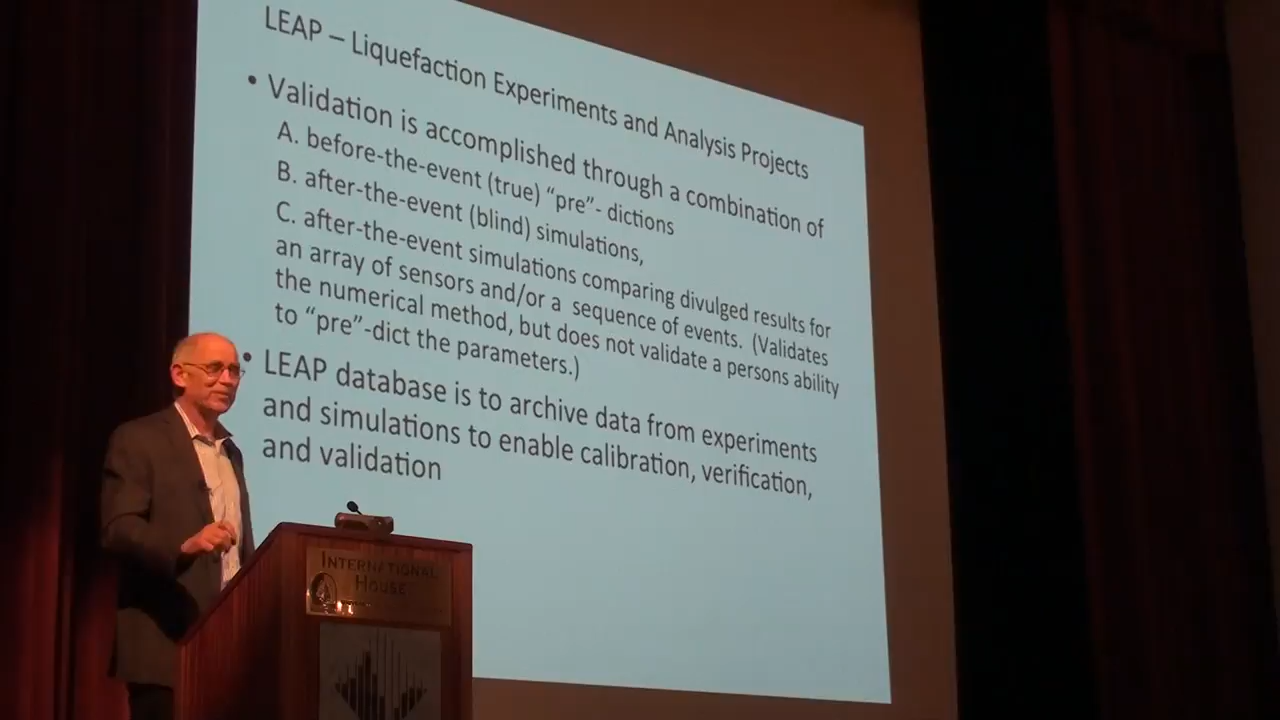 LEAP – Liquefaction Experiments and Analysis Projects
• Validation is accomplished through a combination of
A. before-the-event (true) “pre”- dictions
B. after-the-event (blind) simulations,
C. after-the-event simulations comparing divulged results for
an array of sensors and/or a sequence of events. (Validates
the numerical method, but does not validate a persons ability
to “pre”-dict the parameters.)
• LEAP database is to archive data from experiments
and simulations to enable calibration, verification,
and validation
INTERNATIONAL
HOUSE